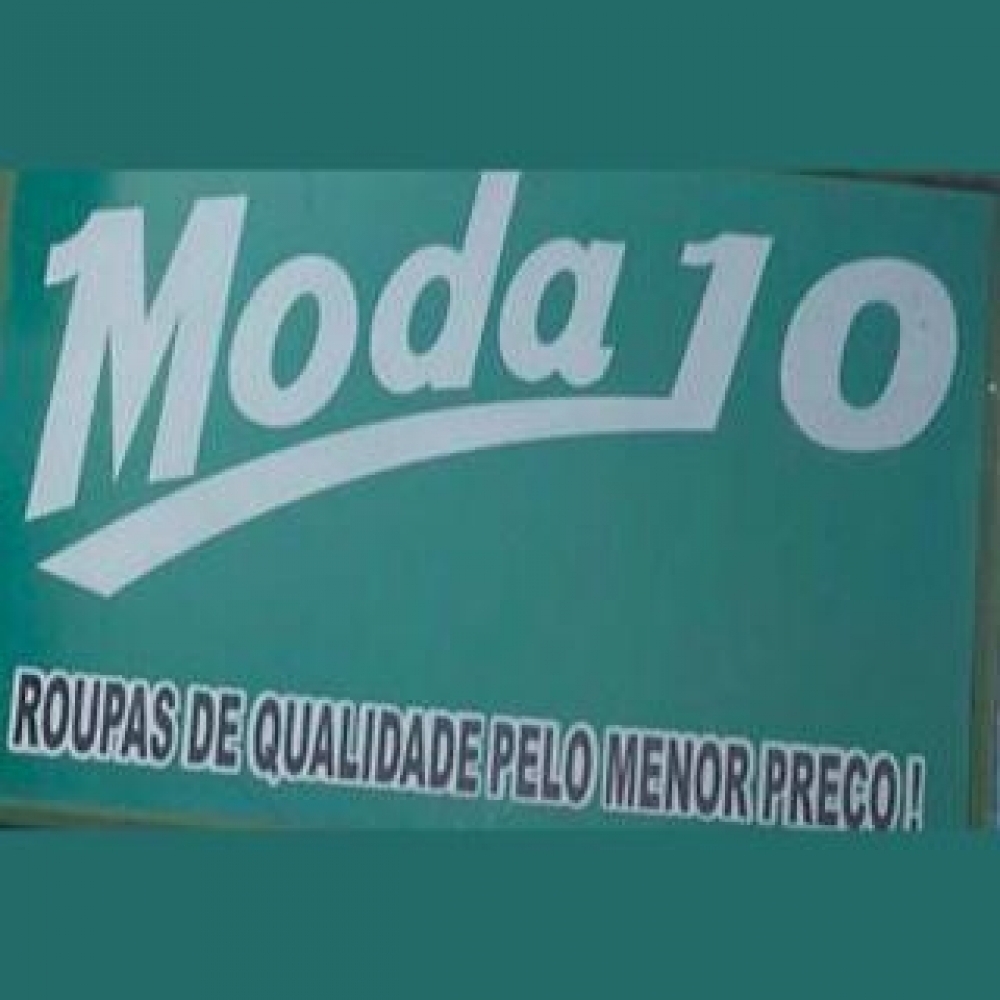 Moda 10
ROUPAS DE QUALIDADE PELO MENOR PREÇO!